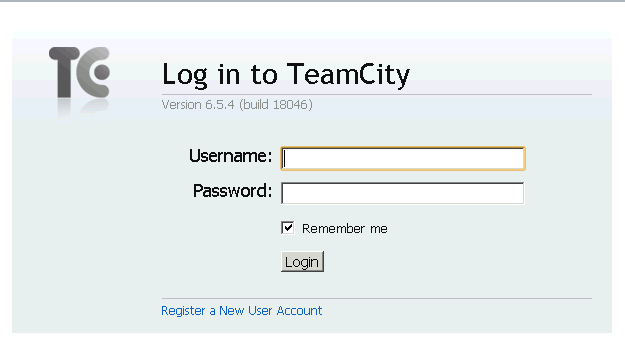 TC
Log in to TeamCity
Version 6.5.4 (build 18046)
Username:
Password:
Remember me
Login
Register a New User Account